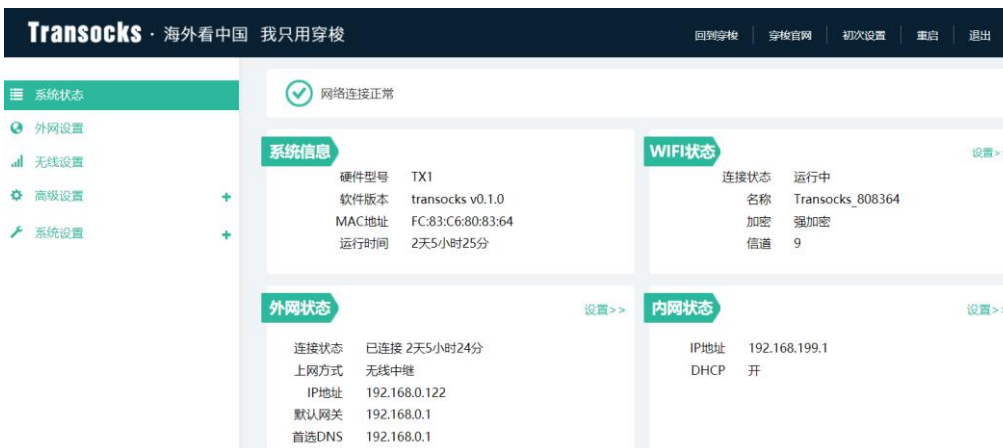 Transocks · 海外看中国 我只用穿梭
回到穿梭 穿梭官网 初次设置 重启 退出
系统状态
外网设置
无线设置
高级设置 +
系统设置 +
网络连接正常
系统信息
硬件型号 TX1
软件版本 transocks v0.1.0
MAC地址 FC:83:C6:80:83:64
运行时间 2天5小时25分
WIFI状态 设置>>
连接状态 运行中
名称 Transocks_808364
加密 强加密
信道 9
外网状态 设置>>
连接状态 已连接 2天5小时24分
上网方式 无线中继
IP地址 192.168.0.122
默认网关 192.168.0.1
首选DNS 192.168.0.1
内网状态 设置>>
IP地址 192.168.199.1
DHCP 开